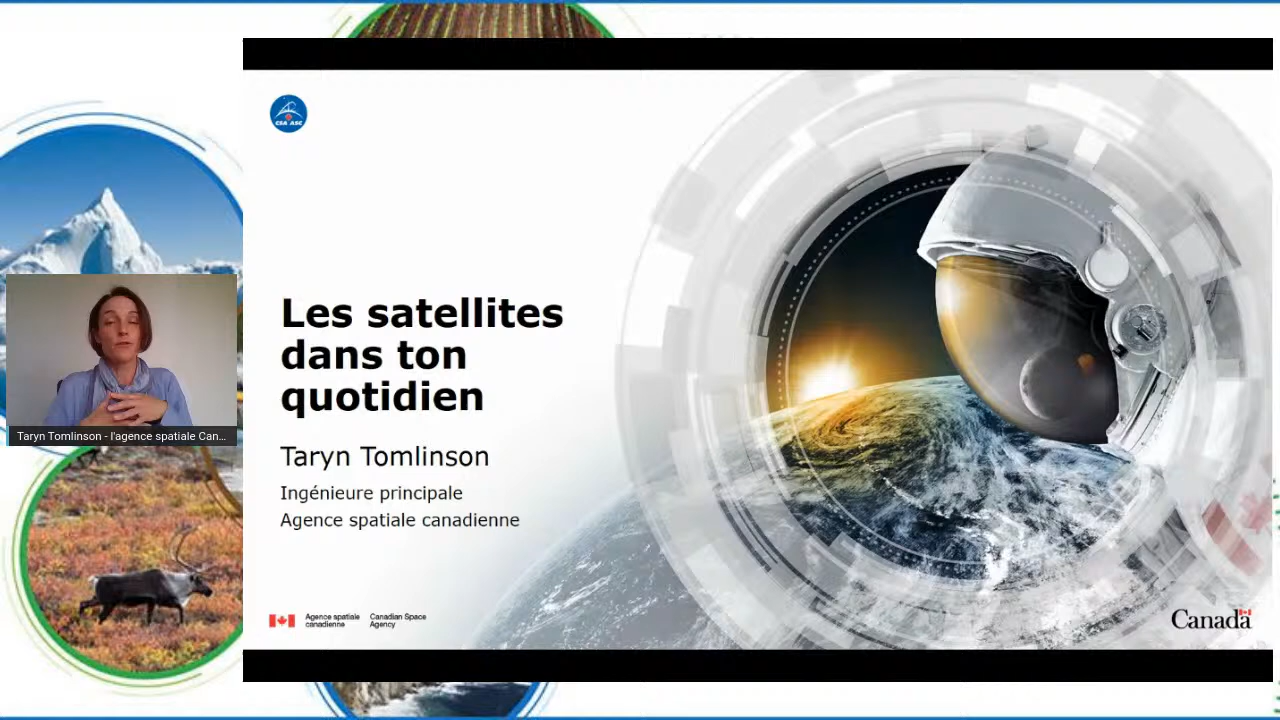 CSA ASC
Les satellites
dans ton
quotidien
Taryn Tomlinson
Ingénieure principale
Agence spatiale canadienne
Taryn Tomlinson - l'agence spatiale Can...
Agence spatiale canadienne
Canadian Space Agency
Canada